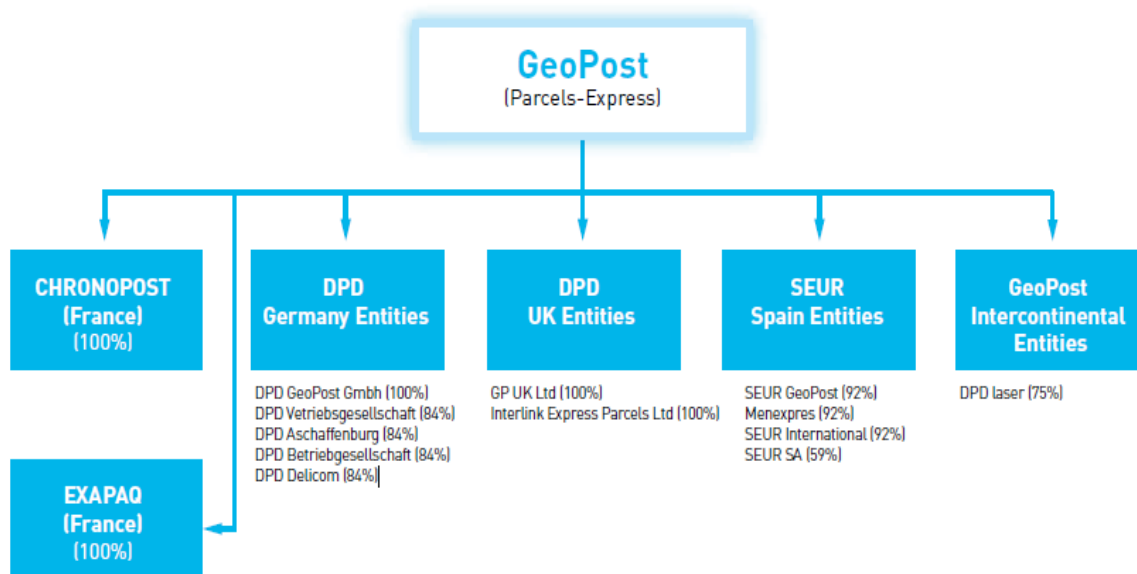 GeoPost
(Parcels-Express)
CHRONOPOST
(France)
(100%)
DPD
Germany Entities
DPD GeoPost Gmbh (100%)
DPD Vetriebsgesellschaft (84%)
DPD Aschaffenburg (84%)
DPD Betriebgesellschaft (84%)
DPD Delicom (84%)
DPD
UK Entities
GP UK Ltd (100%)
Interlink Express Parcels Ltd (100%)
SEUR
Spain Entities
SEUR GeoPost (92%)
Menexpres (92%)
SEUR International (92%)
SEUR SA (59%)
GeoPost
Intercontinental
Entities
DPD laser (75%)
EXAPAQ
(France)
(100%)